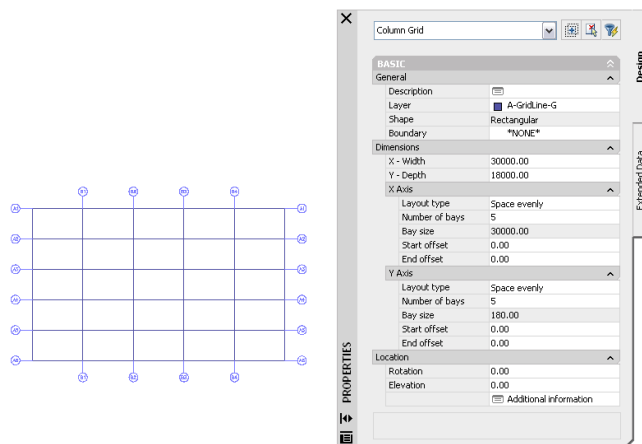 Column Grid
Design
BASIC
General
Description
Layer A-GridLine-G
Shape Rectangular
Boundary *NONE*
Dimensions
X - Width 30000.00
Y - Depth 18000.00
Extended Data
X Axis
Layout type Space evenly
Number of bays 5
Bay size 30000.00
Start offset 0.00
End offset 0.00
Y Axis
Layout type Space evenly
Number of bays 5
Bay size 180.00
Start offset 0.00
End offset 0.00
Location
Rotation 0.00
Elevation 0.00
Additional information
PROPERTIES